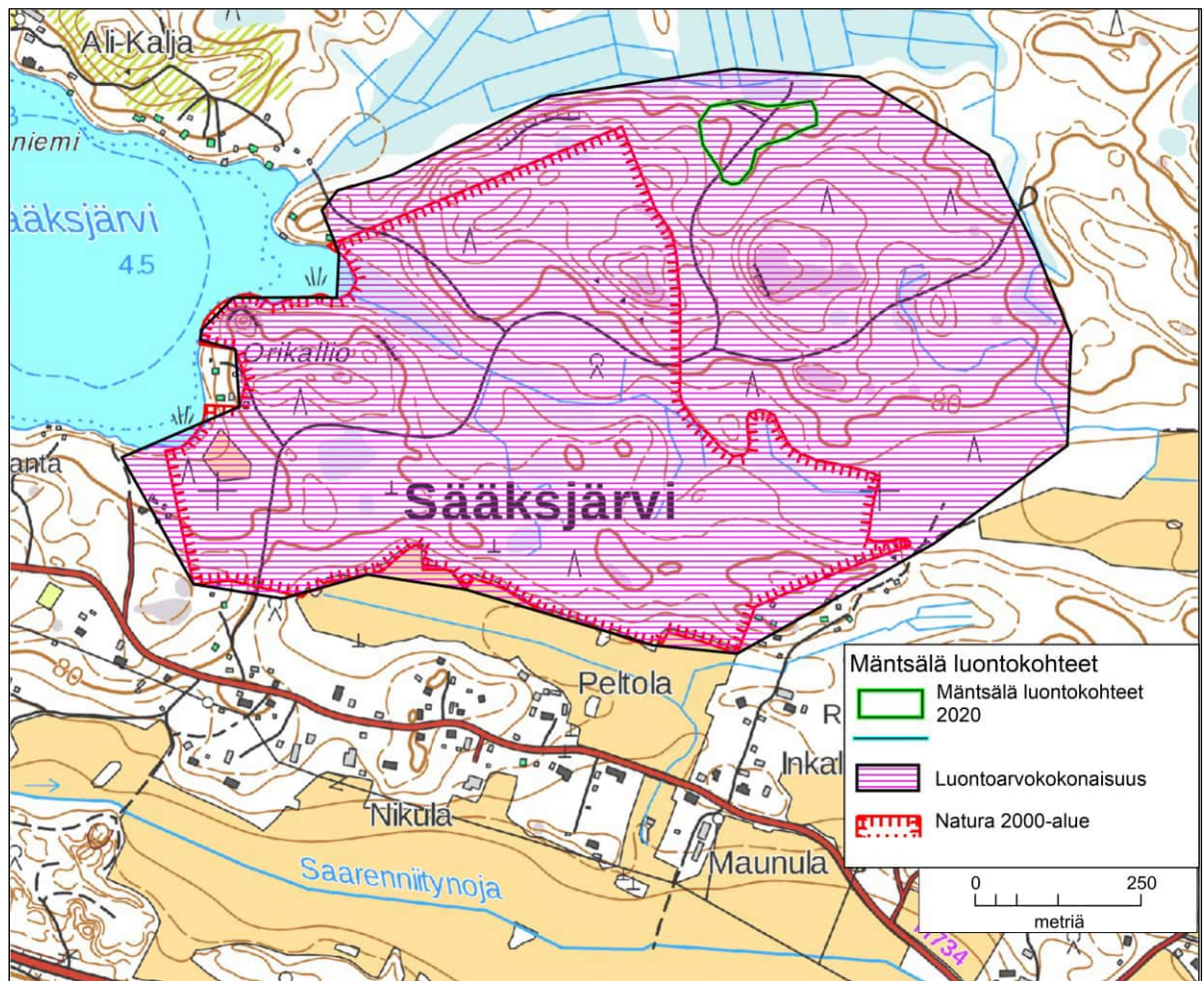 Ali-Kalja
niemi
ääksjärvi
4.5
Orikallio
80
anta
Sääksjärvi
80
Peltola
R
Inkal
Nikula
Maunula
Saarenniitynoja
Mäntsälä luontokohteet
Mäntsälä luontokohteet
2020
Luontoarvokokonaisuus
Natura 2000-alue
0 250
metriä